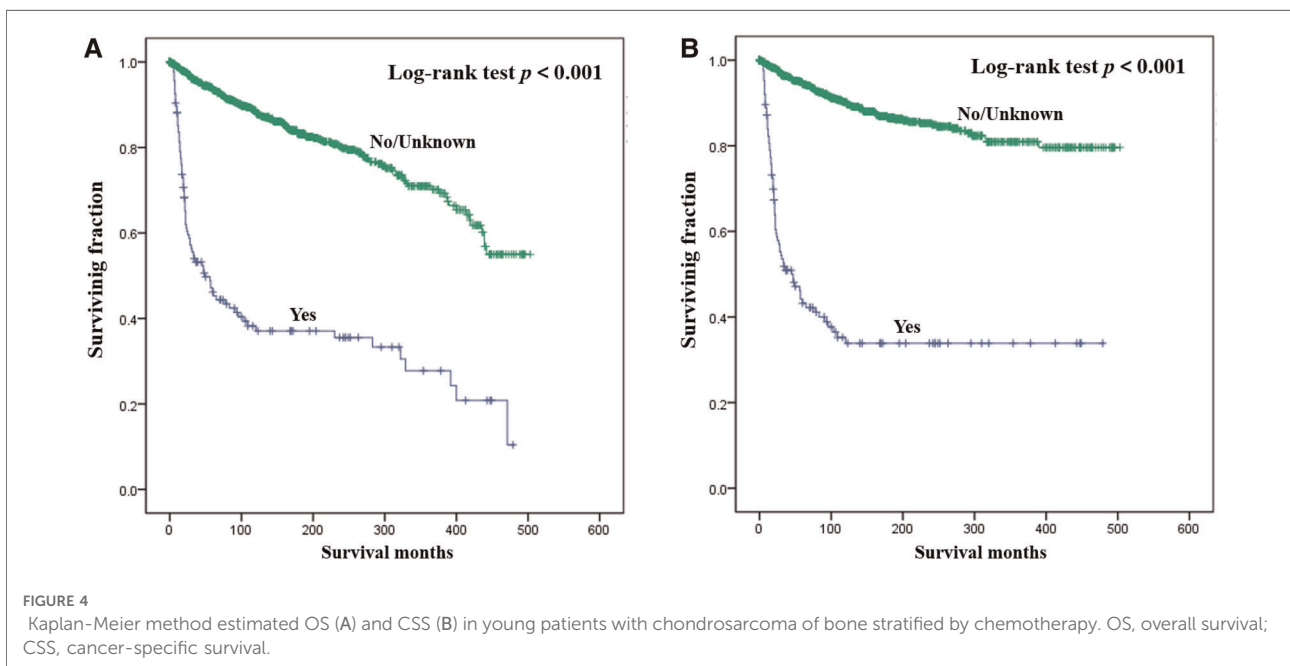 A
Log-rank test p < 0.001
No/Unknown
Yes
Survivinig fraction
1.0
0.8
0.6
0.4
0.2
0.0
0 100 200 300 400 500 600
Survival months
B
Log-rank test p < 0.001
No/Unknown
Yes
Surviving fraction
1.0
0.8
0.6
0.4
0.2
0.0
0 100 200 300 400 500 600
Survival months
FIGURE 4
Kaplan-Meier method estimated OS (A) and CSS (B) in young patients with chondrosarcoma of bone stratified by chemotherapy. OS, overall survival;
CSS, cancer-specific survival.